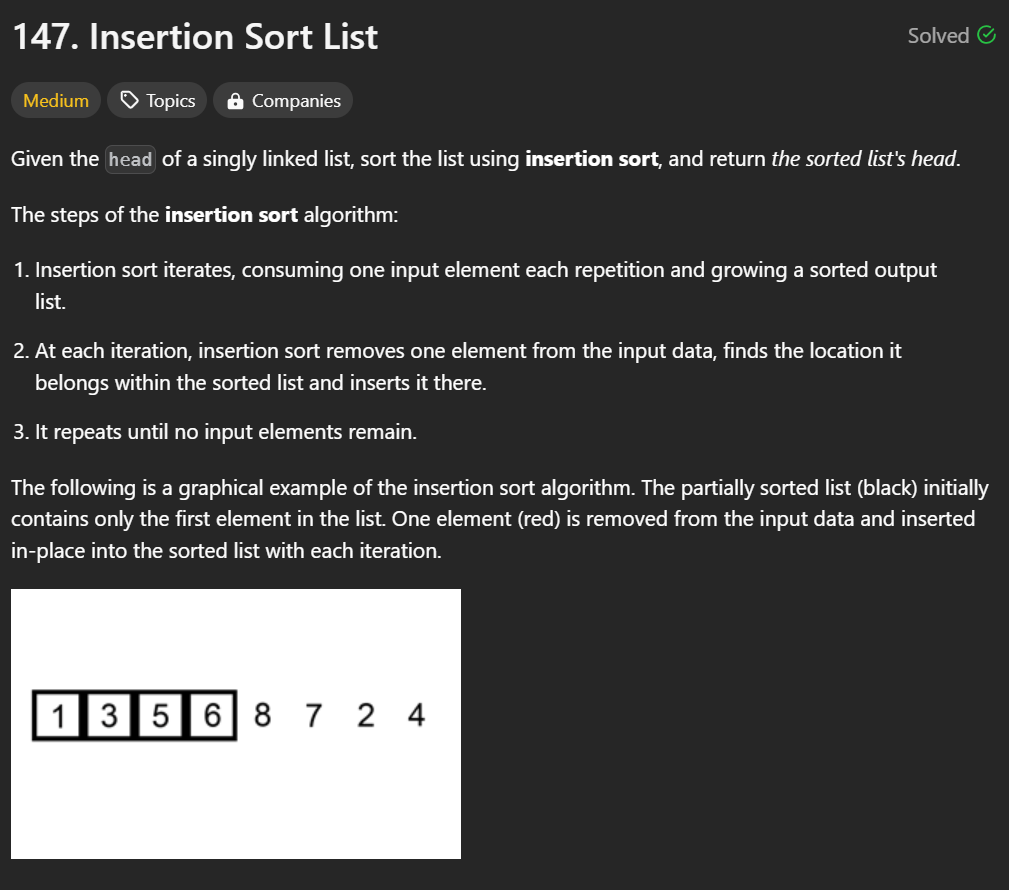 147. Insertion Sort List
Solved
Medium
Topics
Companies
Given the head of a singly linked list, sort the list using insertion sort, and return the sorted list's head.
The steps of the insertion sort algorithm:
1. Insertion sort iterates, consuming one input element each repetition and growing a sorted output
list.
2. At each iteration, insertion sort removes one element from the input data, finds the location it
belongs within the sorted list and inserts it there.
3. It repeats until no input elements remain.
The following is a graphical example of the insertion sort algorithm. The partially sorted list (black) initially
contains only the first element in the list. One element (red) is removed from the input data and inserted
in-place into the sorted list with each iteration.
1 3 5 6 8 7 2 4